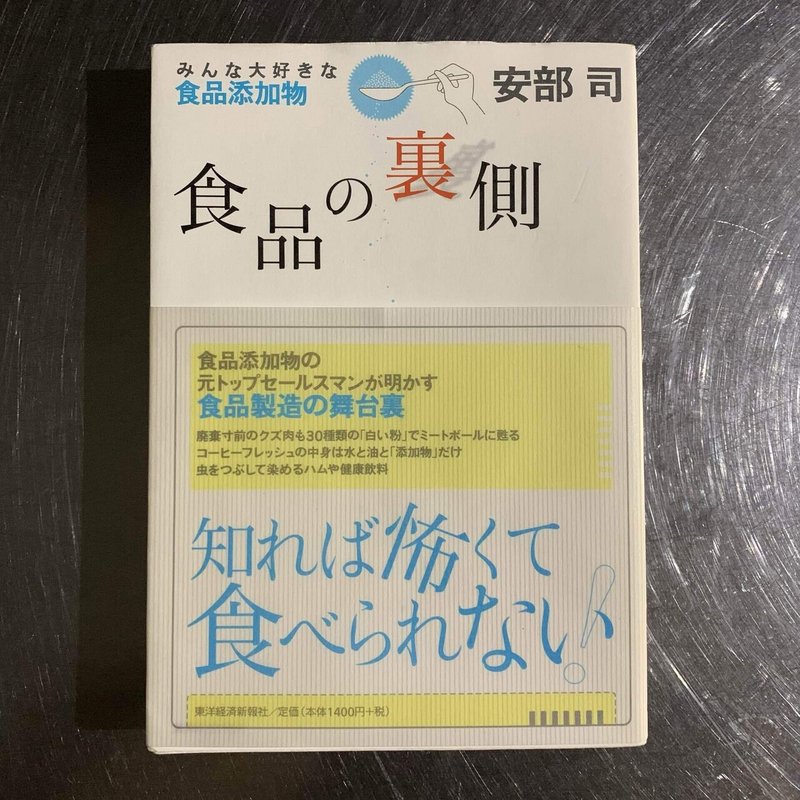 みんな大好きな
食品添加物
安部 司
食品の裏側
食品添加物の
元トップセールスマンが明かす
食品製造の舞台裏
廃棄寸前のクズ肉も30種類の「白い粉」でミートボールに甦る
コーヒーフレッシュの中身は水と油と「添加物」だけ
虫をつぶして染めるハムや健康飲料
知れば怖くて
食べられない!
東洋経済新報社/定価(本体1400円+税)